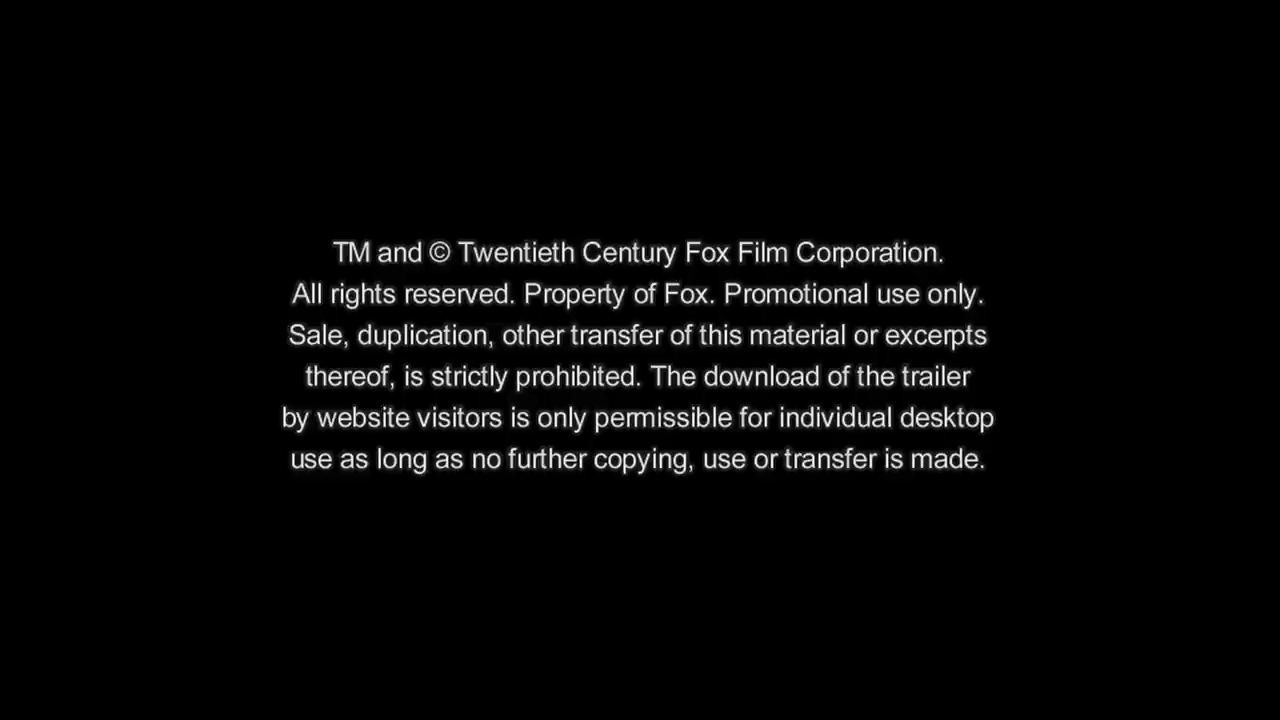 TM and © Twentieth Century Fox Film Corporation.
All rights reserved. Property of Fox. Promotional use only.
Sale, duplication, other transfer of this material or excerpts
thereof, is strictly prohibited. The download of the trailer
by website visitors is only permissible for individual desktop
use as long as no further copying, use or transfer is made.